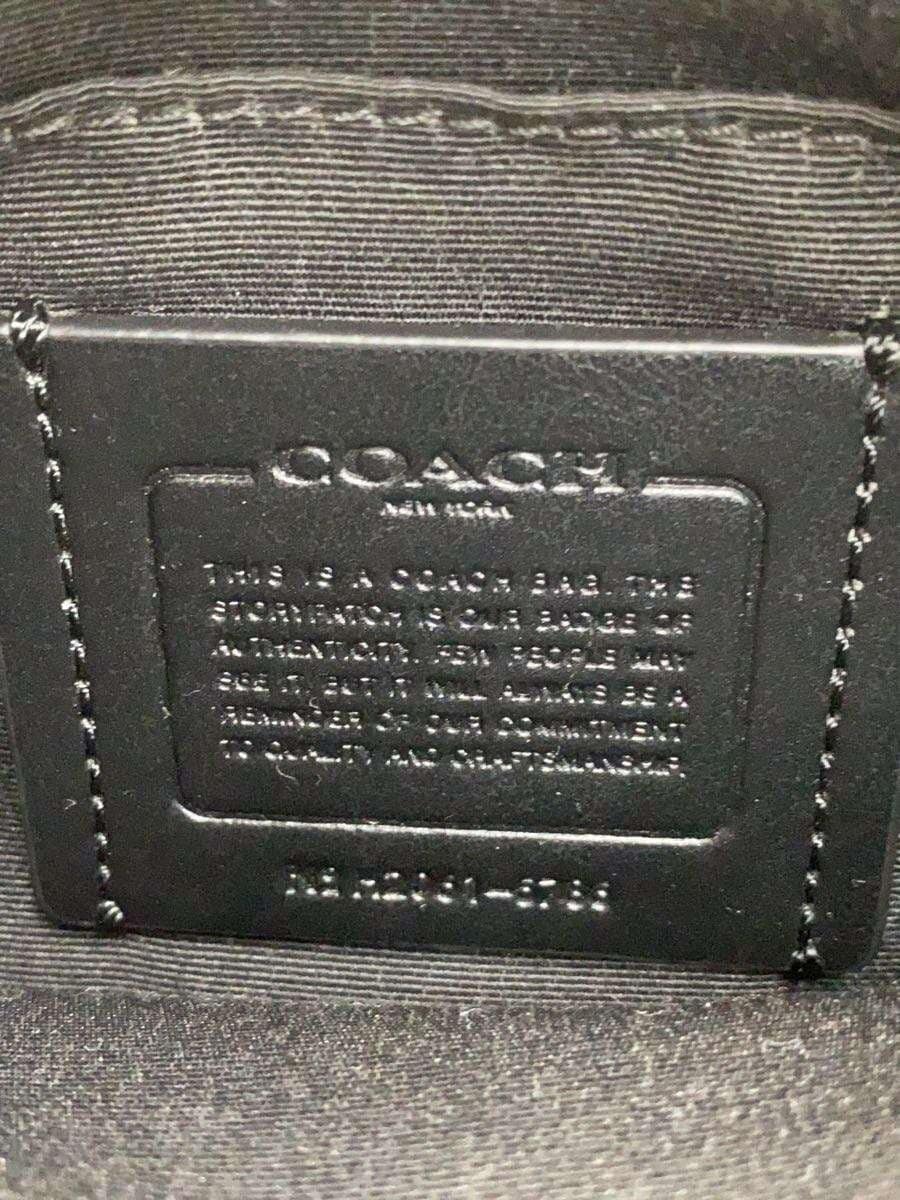 COACH
NEW YORK
THIS IS A COACH BAG. THE
STORYPATCH IS OUR BADGE OF
AUTHENTICITY. FEW PEOPLE MAY
SEE IT, BUT IT WILL ALWAYS BE A
REMINDER OF OUR COMMITMENT
TO QUALITY AND CRAFTSMANSHIP.